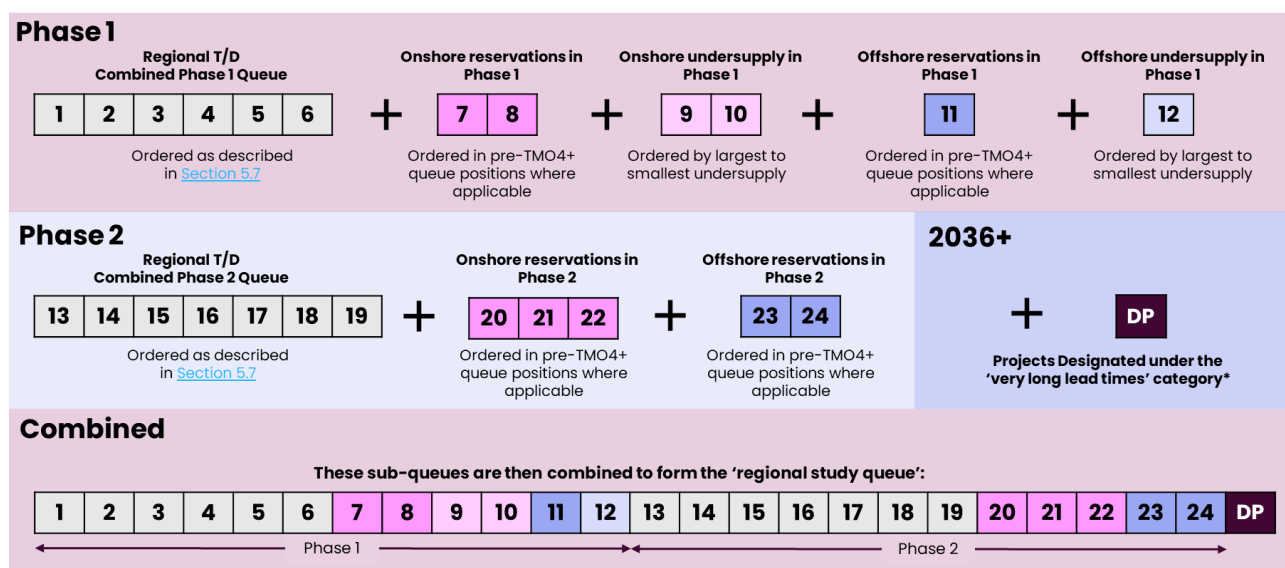 Phase 1
Regional T/D
Combined Phase 1 Queue
1 2 3 4 5 6
Ordered as described
in Section 5.7
+
Onshore reservations in
Phase 1
7 8
Ordered in pre-TMO4+
queue positions where
applicable
+
Onshore undersupply in
Phase 1
9 10
Ordered by largest to
smallest undersupply
+
Offshore reservations in
Phase 1
11
Ordered in pre-TMO4+
queue positions where
applicable
+
Offshore undersupply in
Phase 1
12
Ordered by largest to
smallest undersupply
Phase 2
Regional T/D
Combined Phase 2 Queue
13 14 15 16 17 18 19
Ordered as described
in Section 5.7
+
Onshore reservations in
Phase 2
20 21 22
Ordered in pre-TMO4+
queue positions where
applicable
+
Offshore reservations in
Phase 2
23 24
Ordered in pre-TMO4+
queue positions where
applicable
2036+
+
DP
Projects Designated under the
‘very long lead times’ category*
Combined
These sub-queues are then combined to form the ‘regional study queue’:
1 2 3 4 5 6 7 8 9 10 11 12 13 14 15 16 17 18 19 20 21 22 23 24 DP
Phase 1
Phase 2